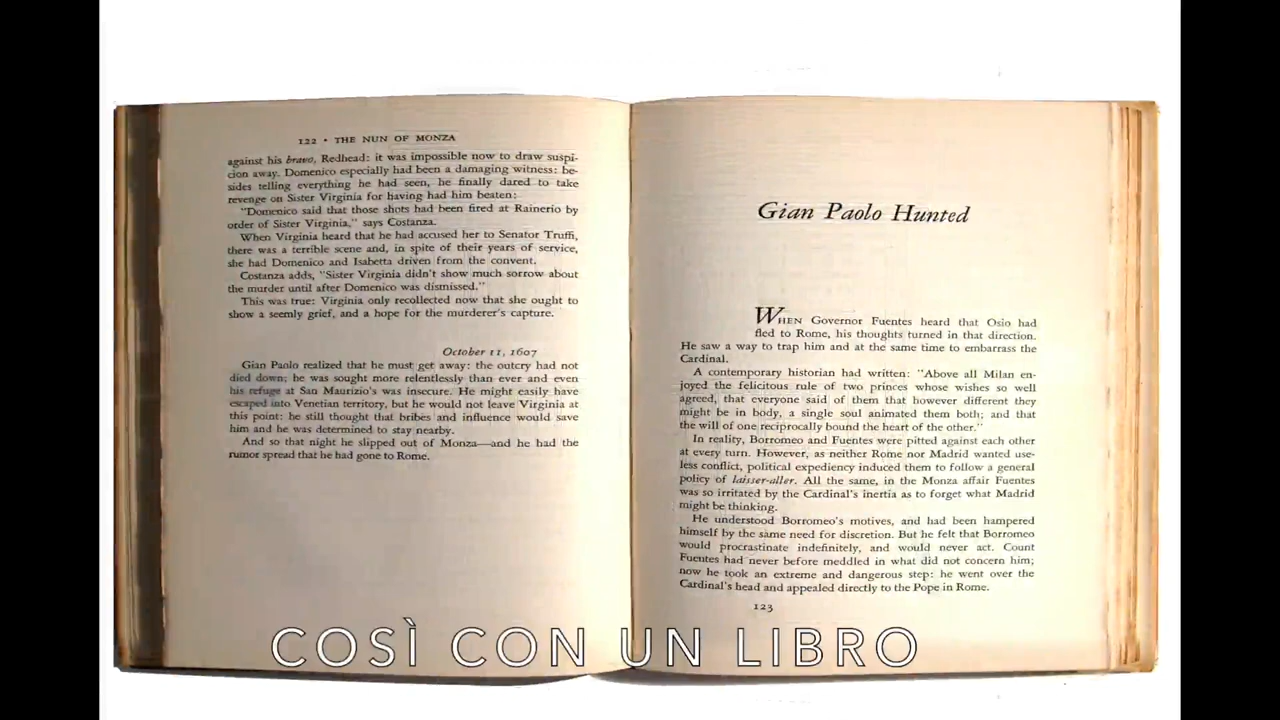 122 • THE NUN OF MONZA
against his bravo, Redhead: it was impossible now to draw suspi-
cion away. Domenico especially had been a damaging witness: be-
sides telling everything he had seen, he finally dared to take
revenge on Sister Virginia for having had him beaten:
"Domenico said that those shots had been fired at Rainerio by
order of Sister Virginia," says Costanza.
When Virginia heard that he had accused her to Senator Truffi,
there was a terrible scene and, in spite of their years of service,
she had Domenico and Isabetta driven from the convent.
Costanza adds, "Sister Virginia didn't show much sorrow about
the murder until after Domenico was dismissed."
This was true: Virginia only recollected now that she ought to
show a seemly grief, and a hope for the murderer's capture.
October 11, 1607
Gian Paolo realized that he must get away: the outcry had not
died down; he was sought more relentlessly than ever and even
his refuge at San Maurizio's was insecure. He might easily have
escaped into Venetian territory, but he would not leave Virginia at
this point: he still thought that bribes and influence would save
him and he was determined to stay nearby.
And so that night he slipped out of Monza—and he had the
rumor spread that he had gone to Rome.
Gian Paolo Hunted
WHEN Governor Fuentes heard that Osio had
fled to Rome, his thoughts turned in that direction.
He saw a way to trap him and at the same time to embarrass the
Cardinal.
A contemporary historian had written: "Above all Milan en-
joyed the felicitous rule of two princes whose wishes so well
agreed, that everyone said of them that however different they
might be in body, a single soul animated them both; and that
the will of one reciprocally bound the heart of the other."
In reality, Borromeo and Fuentes were pitted against each other
at every turn. However, as neither Rome nor Madrid wanted use-
less conflict, political expediency induced them to follow a general
policy of laisser-aller. All the same, in the Monza affair Fuentes
was so irritated by the Cardinal's inertia as to forget what Madrid
might be thinking.
He understood Borromeo's motives, and had been hampered
himself by the same need for discretion. But he felt that Borromeo
would procrastinate indefinitely, and would never act. Count
Fuentes had never before meddled in what did not concern him;
now he took an extreme and dangerous step: he went over the
Cardinal's head and appealed directly to the Pope in Rome.
123
COSÌ CON UN LIBRO